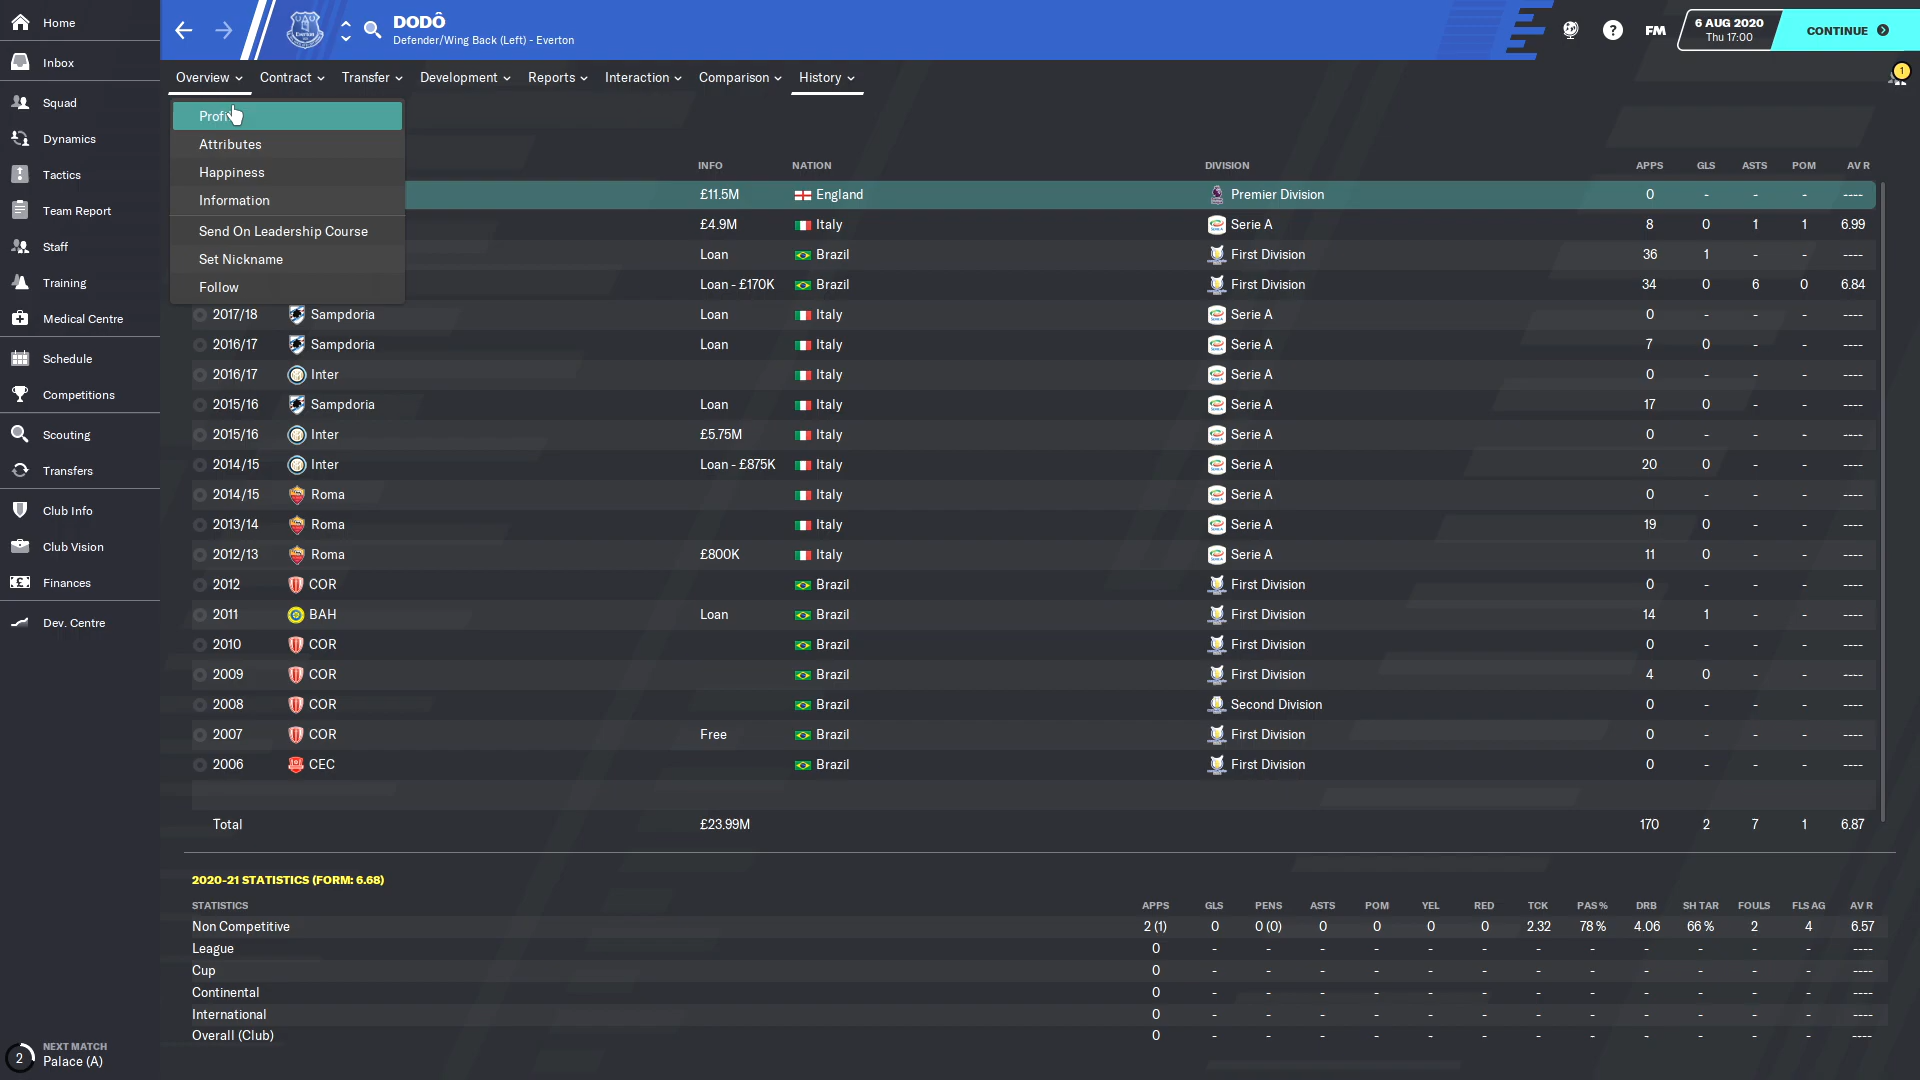 Home
Inbox
Squad
Dynamics
Tactics
Team Report
Staff
Training
Medical Centre
Schedule
Competitions
Scouting
Transfers
Club Info
Club Vision
Finances
Dev. Centre
2
NEXT MATCH
Palace (A)
DODÔ
Defender/Wing Back (Left) - Everton
?
FM
6 AUG 2020
Thu 17:00
CONTINUE
1
Overview Contract Transfer Development Reports Interaction Comparison History
Attributes
Happiness
Information
Send On Leadership Course
Set Nickname
Follow
INFO NATION DIVISION APPS GLS ASTS POM AV R
£11.5M England Premier Division 0 - - - ----
£4.9M Italy Serie A 8 0 1 1 6.99
Loan Brazil First Division 36 1 - - ----
Loan - £170K Brazil First Division 34 0 6 0 6.84
2017/18 Sampdoria Loan Italy Serie A 0 - - - ----
2016/17 Sampdoria Loan Italy Serie A 7 0 - - ----
2016/17 Inter Italy Serie A 0 - - - ----
2015/16 Sampdoria Loan Italy Serie A 17 0 - - ----
2015/16 Inter £5.75M Italy Serie A 0 - - - ----
2014/15 Inter Loan - £875K Italy Serie A 20 0 - - ----
2014/15 Roma Italy Serie A 0 - - - ----
2013/14 Roma Italy Serie A 19 0 - - ----
2012/13 Roma £800K Italy Serie A 11 0 - - ----
2012 COR Brazil First Division 0 - - - ----
2011 BAH Loan Brazil First Division 14 1 - - ----
2010 COR Brazil First Division 0 - - - ----
2009 COR Brazil First Division 4 0 - - ----
2008 COR Brazil Second Division 0 - - - ----
2007 COR Free Brazil First Division 0 - - - ----
2006 CEC Brazil First Division 0 - - - ----
Total £23.99M 170 2 7 1 6.87
2020-21 STATISTICS (FORM: 6.68)
STATISTICS APPS GLS PENS ASTS POM YEL RED TCK PAS % DRB SH TAR FOULS FLS AG AV R
Non Competitive 2 (1) 0 0 (0) 0 0 0 0 2.32 78 % 4.06 66 % 2 4 6.57
League 0 - - - - - - - - - - - - ----
Cup 0 - - - - - - - - - - - - ----
Continental 0 - - - - - - - - - - - - ----
International 0 - - - - - - - - - - - - ----
Overall (Club) 0 - - - - - - - - - - - - ----